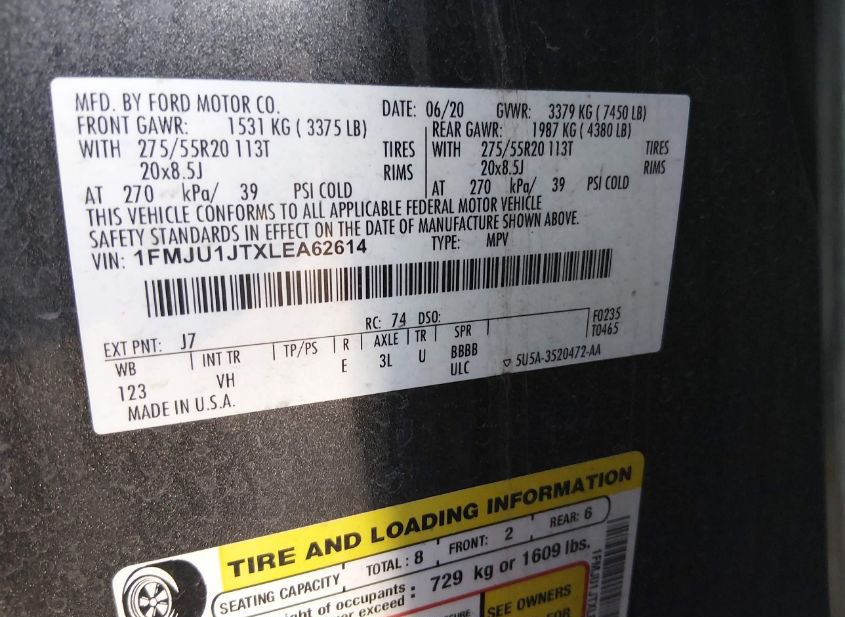 MFD. BY FORD MOTOR CO. DATE: 06/20 GVWR: 3379 KG ( 7450 LB)
FRONT GAWR: 1531 KG ( 3375 LB) REAR GAWR: 1987 KG ( 4380 LB)
WITH 275/55R20 113T TIRES WITH 275/55R20 113T TIRES
20x8.5J RIMS 20x8.5J RIMS
AT 270 kPa/ 39 PSI COLD AT 270 kPa/ 39 PSI COLD
THIS VEHICLE CONFORMS TO ALL APPLICABLE FEDERAL MOTOR VEHICLE
SAFETY STANDARDS IN EFFECT ON THE DATE OF MANUFACTURE SHOWN ABOVE.
VIN: 1FMJU1JTXLEA62614 TYPE: MPV
EXT PNT: J7 RC: 74 DSO: F0235
T0465
WB INT TR TP/PS R AXLE TR SPR
123 VH E 3L U BBBB
ULC ▽ 5U5A-3520472-AA
MADE IN U.S.A.
TIRE AND LOADING INFORMATION
SEATING CAPACITY TOTAL: 8 FRONT: 2 REAR: 6
ght of occupants : 729 kg or 1609 lbs.
er exceed
SEE OWNERS
FOR